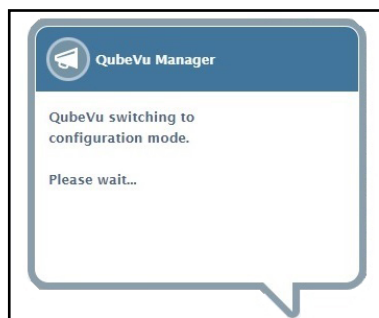 QubeVu Manager
QubeVu switching to
configuration mode.
Please wait...